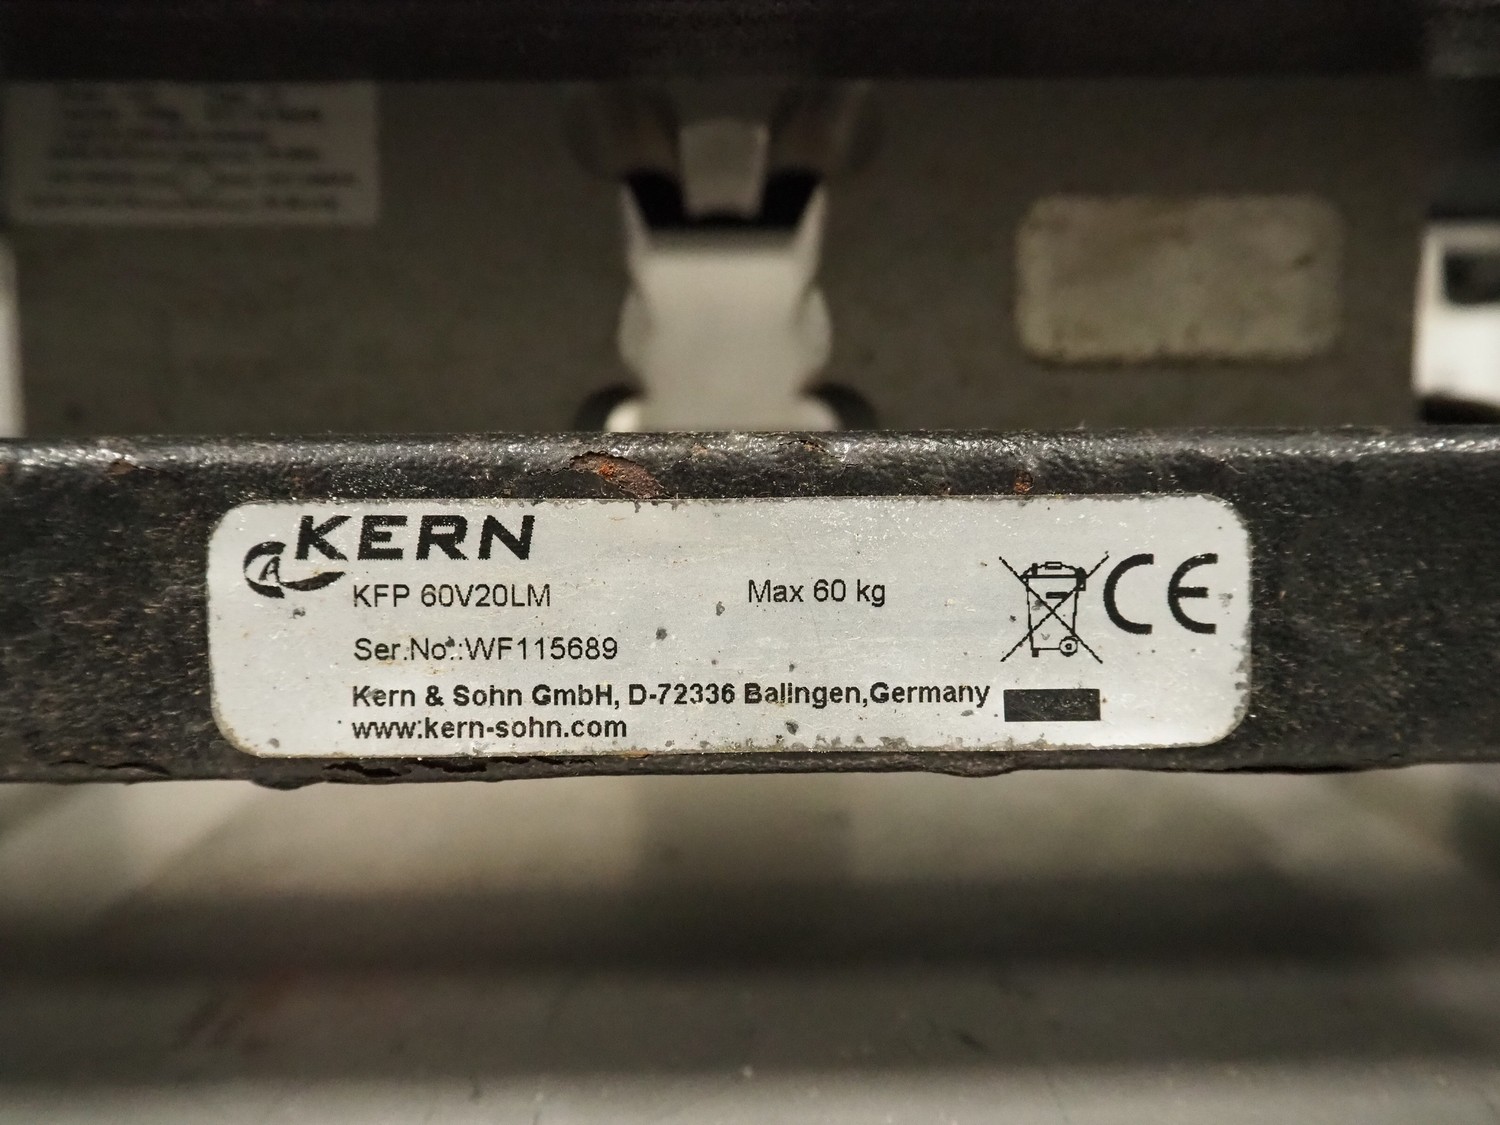 KERN
KFP 60V20LM Max 60 kg
Ser.No.:WF115689
CE
Kern & Sohn GmbH, D-72336 Balingen,Germany
www.kern-sohn.com